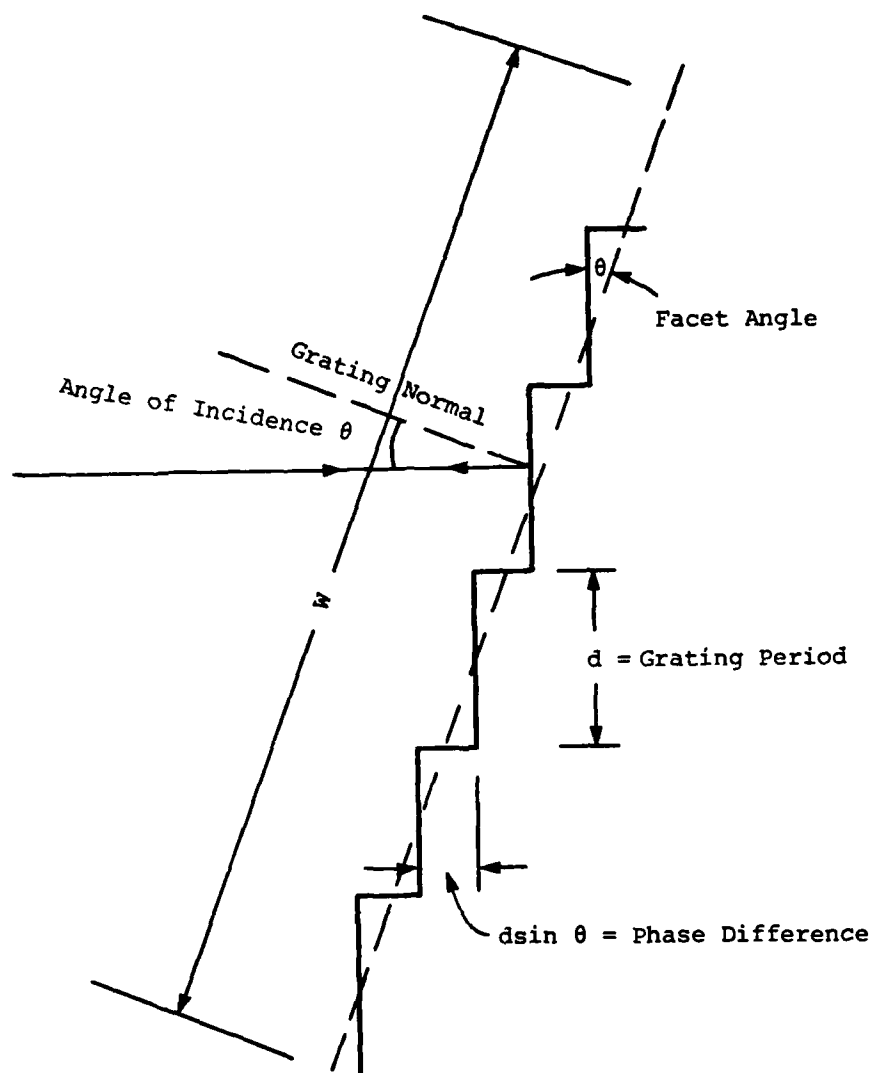 θ
Facet Angle
Grating Normal
Angle of Incidence θ
W
d = Grating Period
dsin θ = Phase Difference